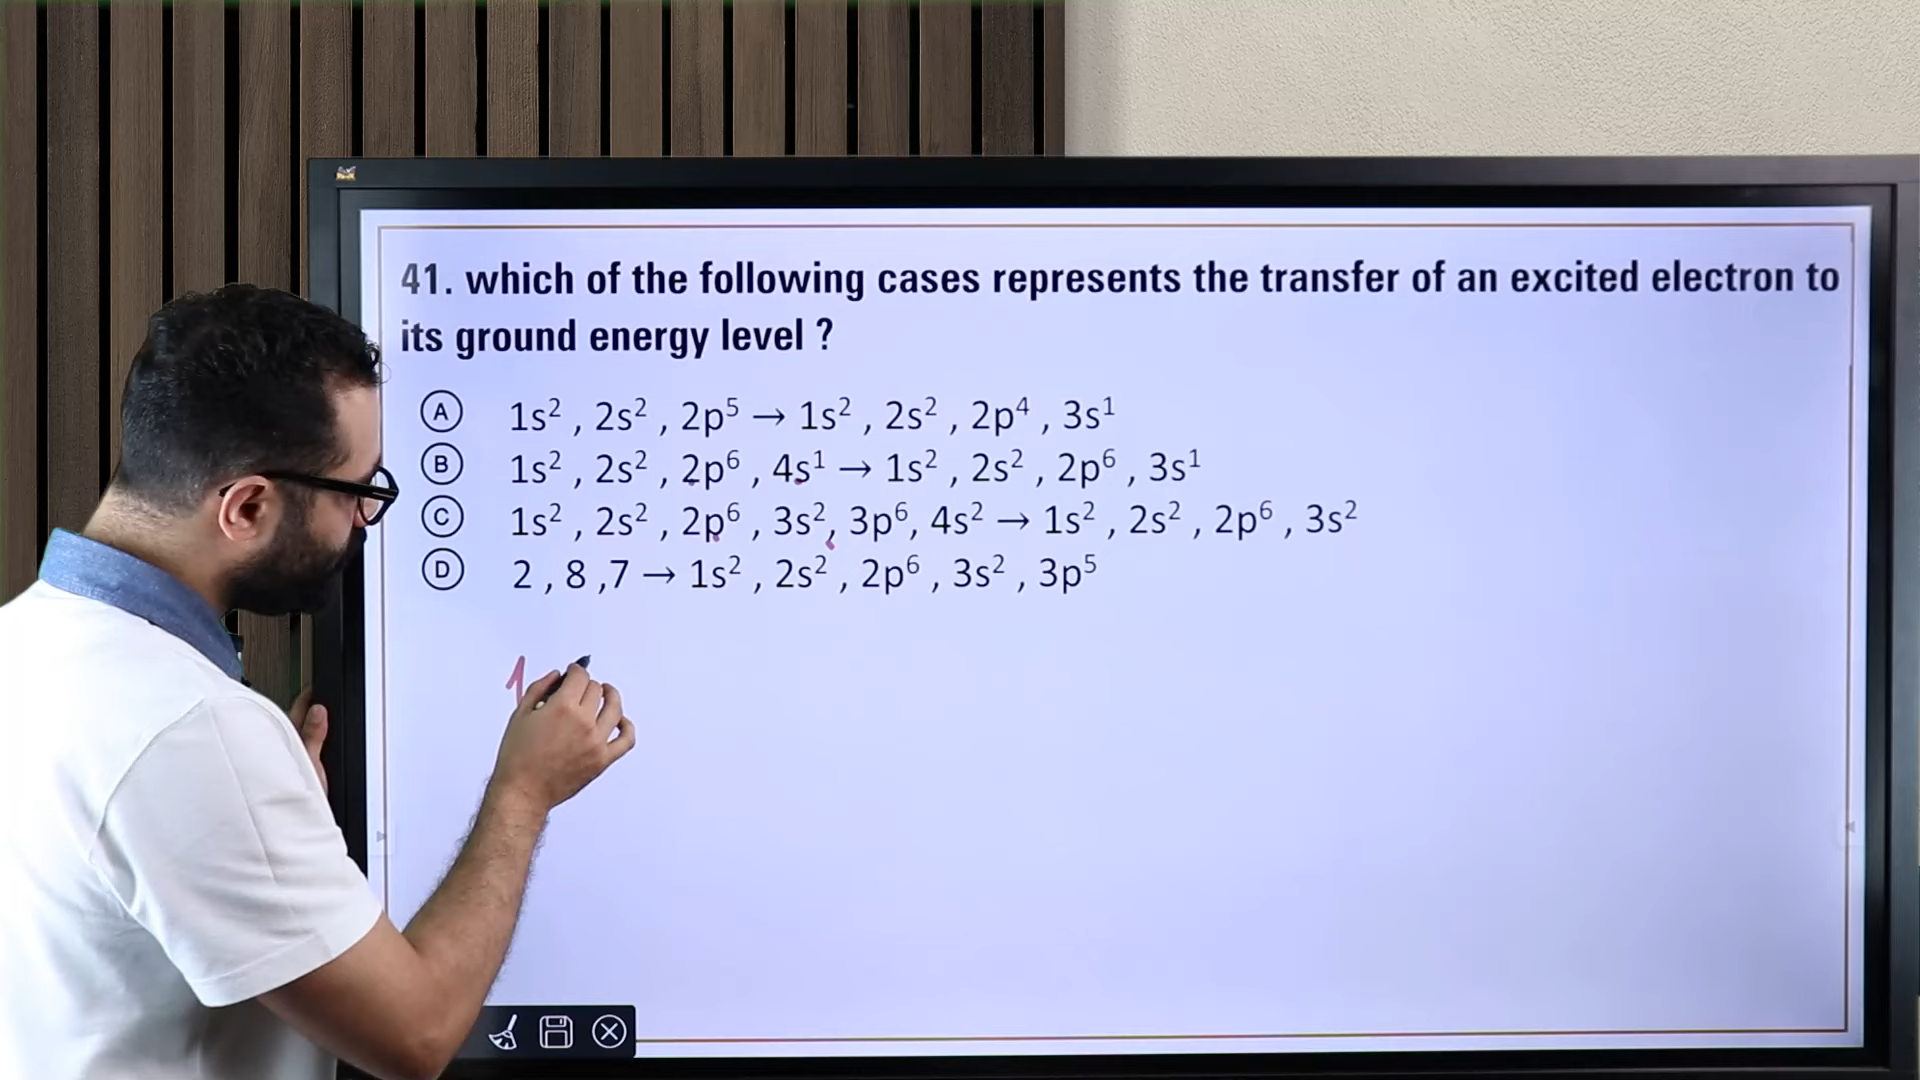 41. which of the following cases represents the transfer of an excited electron to
its ground energy level ?
A 1s² , 2s² , 2p⁵ → 1s² , 2s² , 2p⁴ , 3s¹
B 1s² , 2s² , 2p⁶ , 4s¹ → 1s² , 2s² , 2p⁶ , 3s¹
C 1s² , 2s² , 2p⁶ , 3s², 3p⁶, 4s² → 1s² , 2s² , 2p⁶ , 3s²
D 2 , 8 ,7 → 1s² , 2s² , 2p⁶ , 3s² , 3p⁵
1